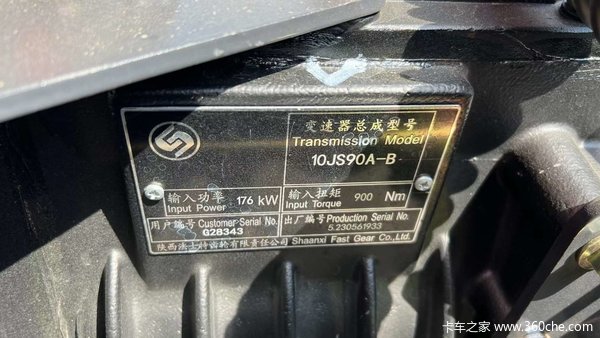 变速器总成型号
Transmission Model
10JS90A-B
输入功率 176 kW
Input Power
输入扭矩 900 Nm
Input Torque
用户编号 Customer Serial No.
Q28343
出厂编号 Production Serial No.
5.230561933
陕西法士特齿轮有限责任公司 Shaanxi Fast Gear Co.,Ltd.
卡车之家 www.360che.com